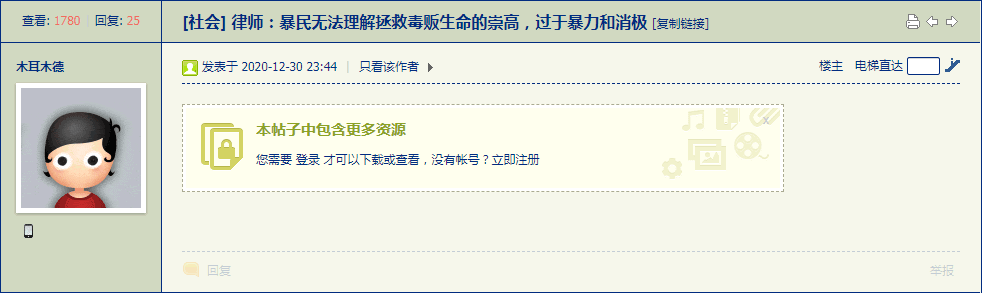 查看: 1780 | 回复: 25
[社会] 律师：暴民无法理解拯救毒贩生命的崇高，过于暴力和消极 [复制链接]
木耳木德
发表于 2020-12-30 23:44 | 只看该作者
楼主 电梯直达
本帖子中包含更多资源
x
您需要 登录 才可以下载或查看，没有帐号？立即注册
回复
举报